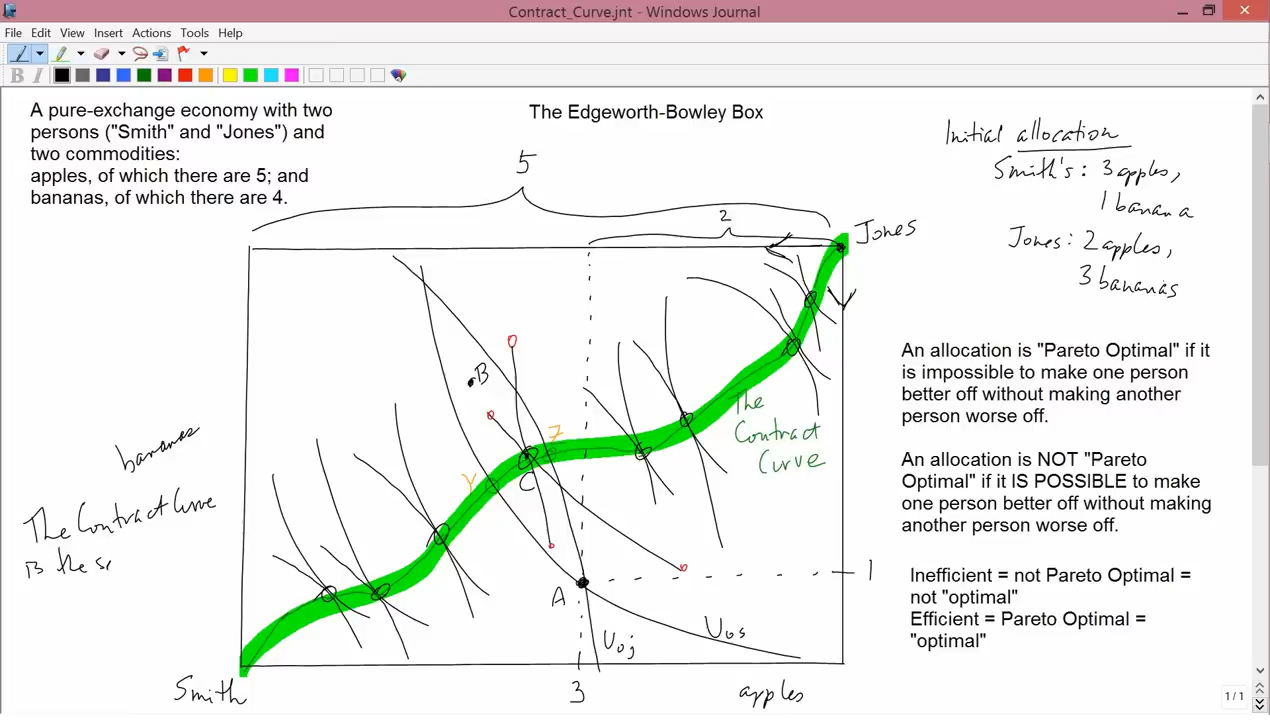 Contract_Curve.jnt - Windows Journal
File Edit View Insert Actions Tools Help
B I
A pure-exchange economy with two
persons ("Smith" and "Jones") and
two commodities:
apples, of which there are 5; and
bananas, of which there are 4.
The Edgeworth-Bowley Box
Initial allocation
Smith's: 3 apples,
1 banana
Jones: 2 apples,
3 bananas
5
2
Jones
B
An allocation is "Pareto Optimal" if it
is impossible to make one person
better off without making another
person worse off.
The
Contract
Curve
bananas
Z
Y
C
An allocation is NOT "Pareto
Optimal" if it IS POSSIBLE to make
one person better off without making
another person worse off.
The Contract Curve
is the s
1
A
Inefficient = not Pareto Optimal =
not "optimal"
Efficient = Pareto Optimal =
"optimal"
Uoj
Uos
Smith
3
apples
1 / 1